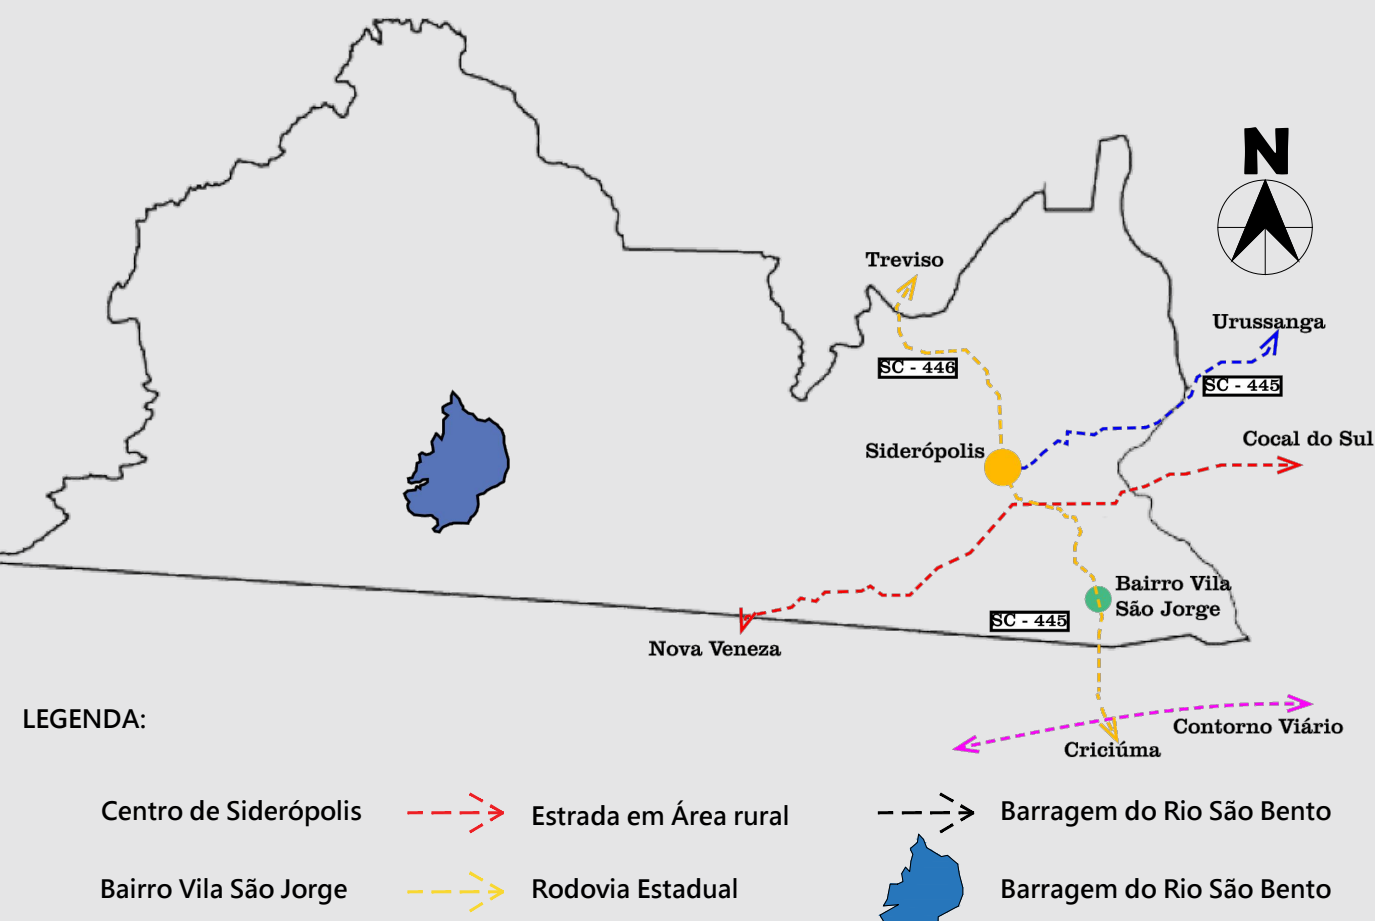 N
Treviso
Urussanga
SC - 446
SC - 445
Cocal do Sul
Siderópolis
Bairro Vila
São Jorge
SC - 445
Nova Veneza
LEGENDA:
Contorno Viário
Criciúma
Centro de Siderópolis
Estrada em Área rural
Barragem do Rio São Bento
Bairro Vila São Jorge
Rodovia Estadual
Barragem do Rio São Bento